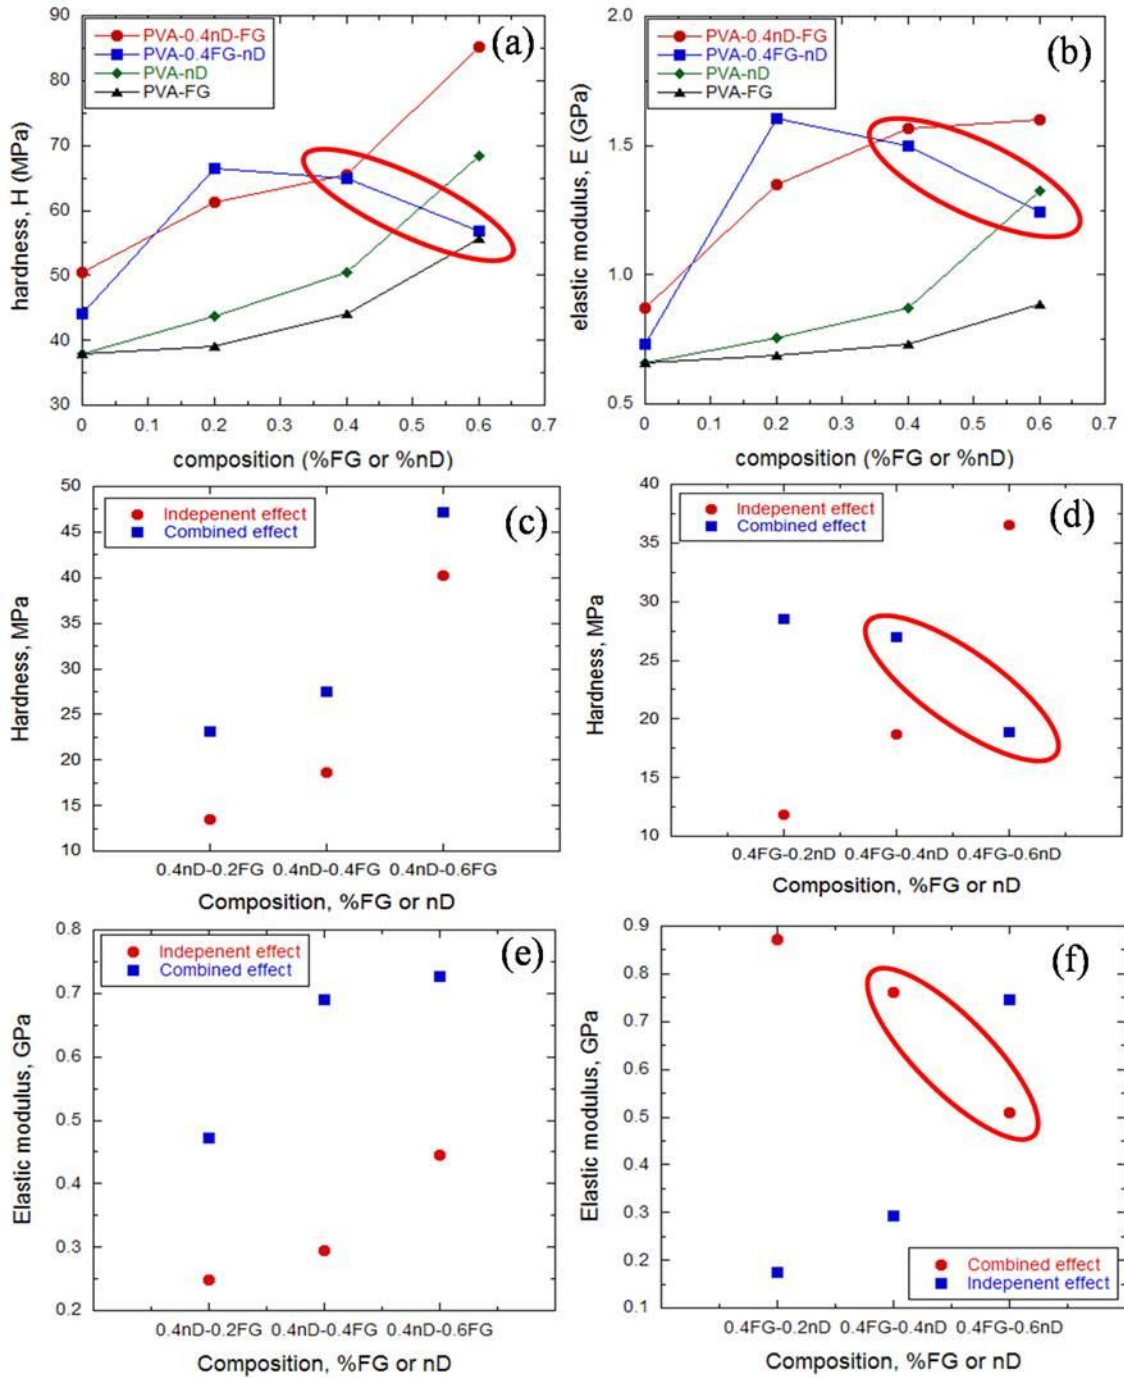 (a)
PVA-0.4nD-FG
PVA-0.4FG-nD
PVA-nD
PVA-FG
hardness, H (MPa)
90
80
70
60
50
40
30
0
0.1
0.2
0.3
0.4
0.5
0.6
0.7
composition (%FG or %nD)
(b)
PVA-0.4nD-FG
PVA-0.4FG-nD
PVA-nD
PVA-FG
elastic modulus, E (GPa)
2.0
1.5
1.0
0.5
0
0.1
0.2
0.3
0.4
0.5
0.6
0.7
composition (%FG or %nD)
(c)
Indepenent effect
Combined effect
Hardness, MPa
50
45
40
35
30
25
20
15
10
0.4nD-0.2FG
0.4nD-0.4FG
0.4nD-0.6FG
Composition, %FG or nD
(d)
Indepenent effect
Combined effect
Hardness, MPa
40
35
30
25
20
15
10
0.4FG-0.2nD
0.4FG-0.4nD
0.4FG-0.6nD
Composition, %FG or nD
(e)
Indepenent effect
Combined effect
Elastic modulus, GPa
0.8
0.7
0.6
0.5
0.4
0.3
0.2
0.4nD-0.2FG
0.4nD-0.4FG
0.4nD-0.6FG
Composition, %FG or nD
(f)
Elastic modulus, GPa
0.9
0.8
0.7
0.6
0.5
0.4
0.3
0.2
0.1
Combined effect
Indepenent effect
0.4FG-0.2nD
0.4FG-0.4nD
0.4FG-0.6nD
Composition, %FG or nD